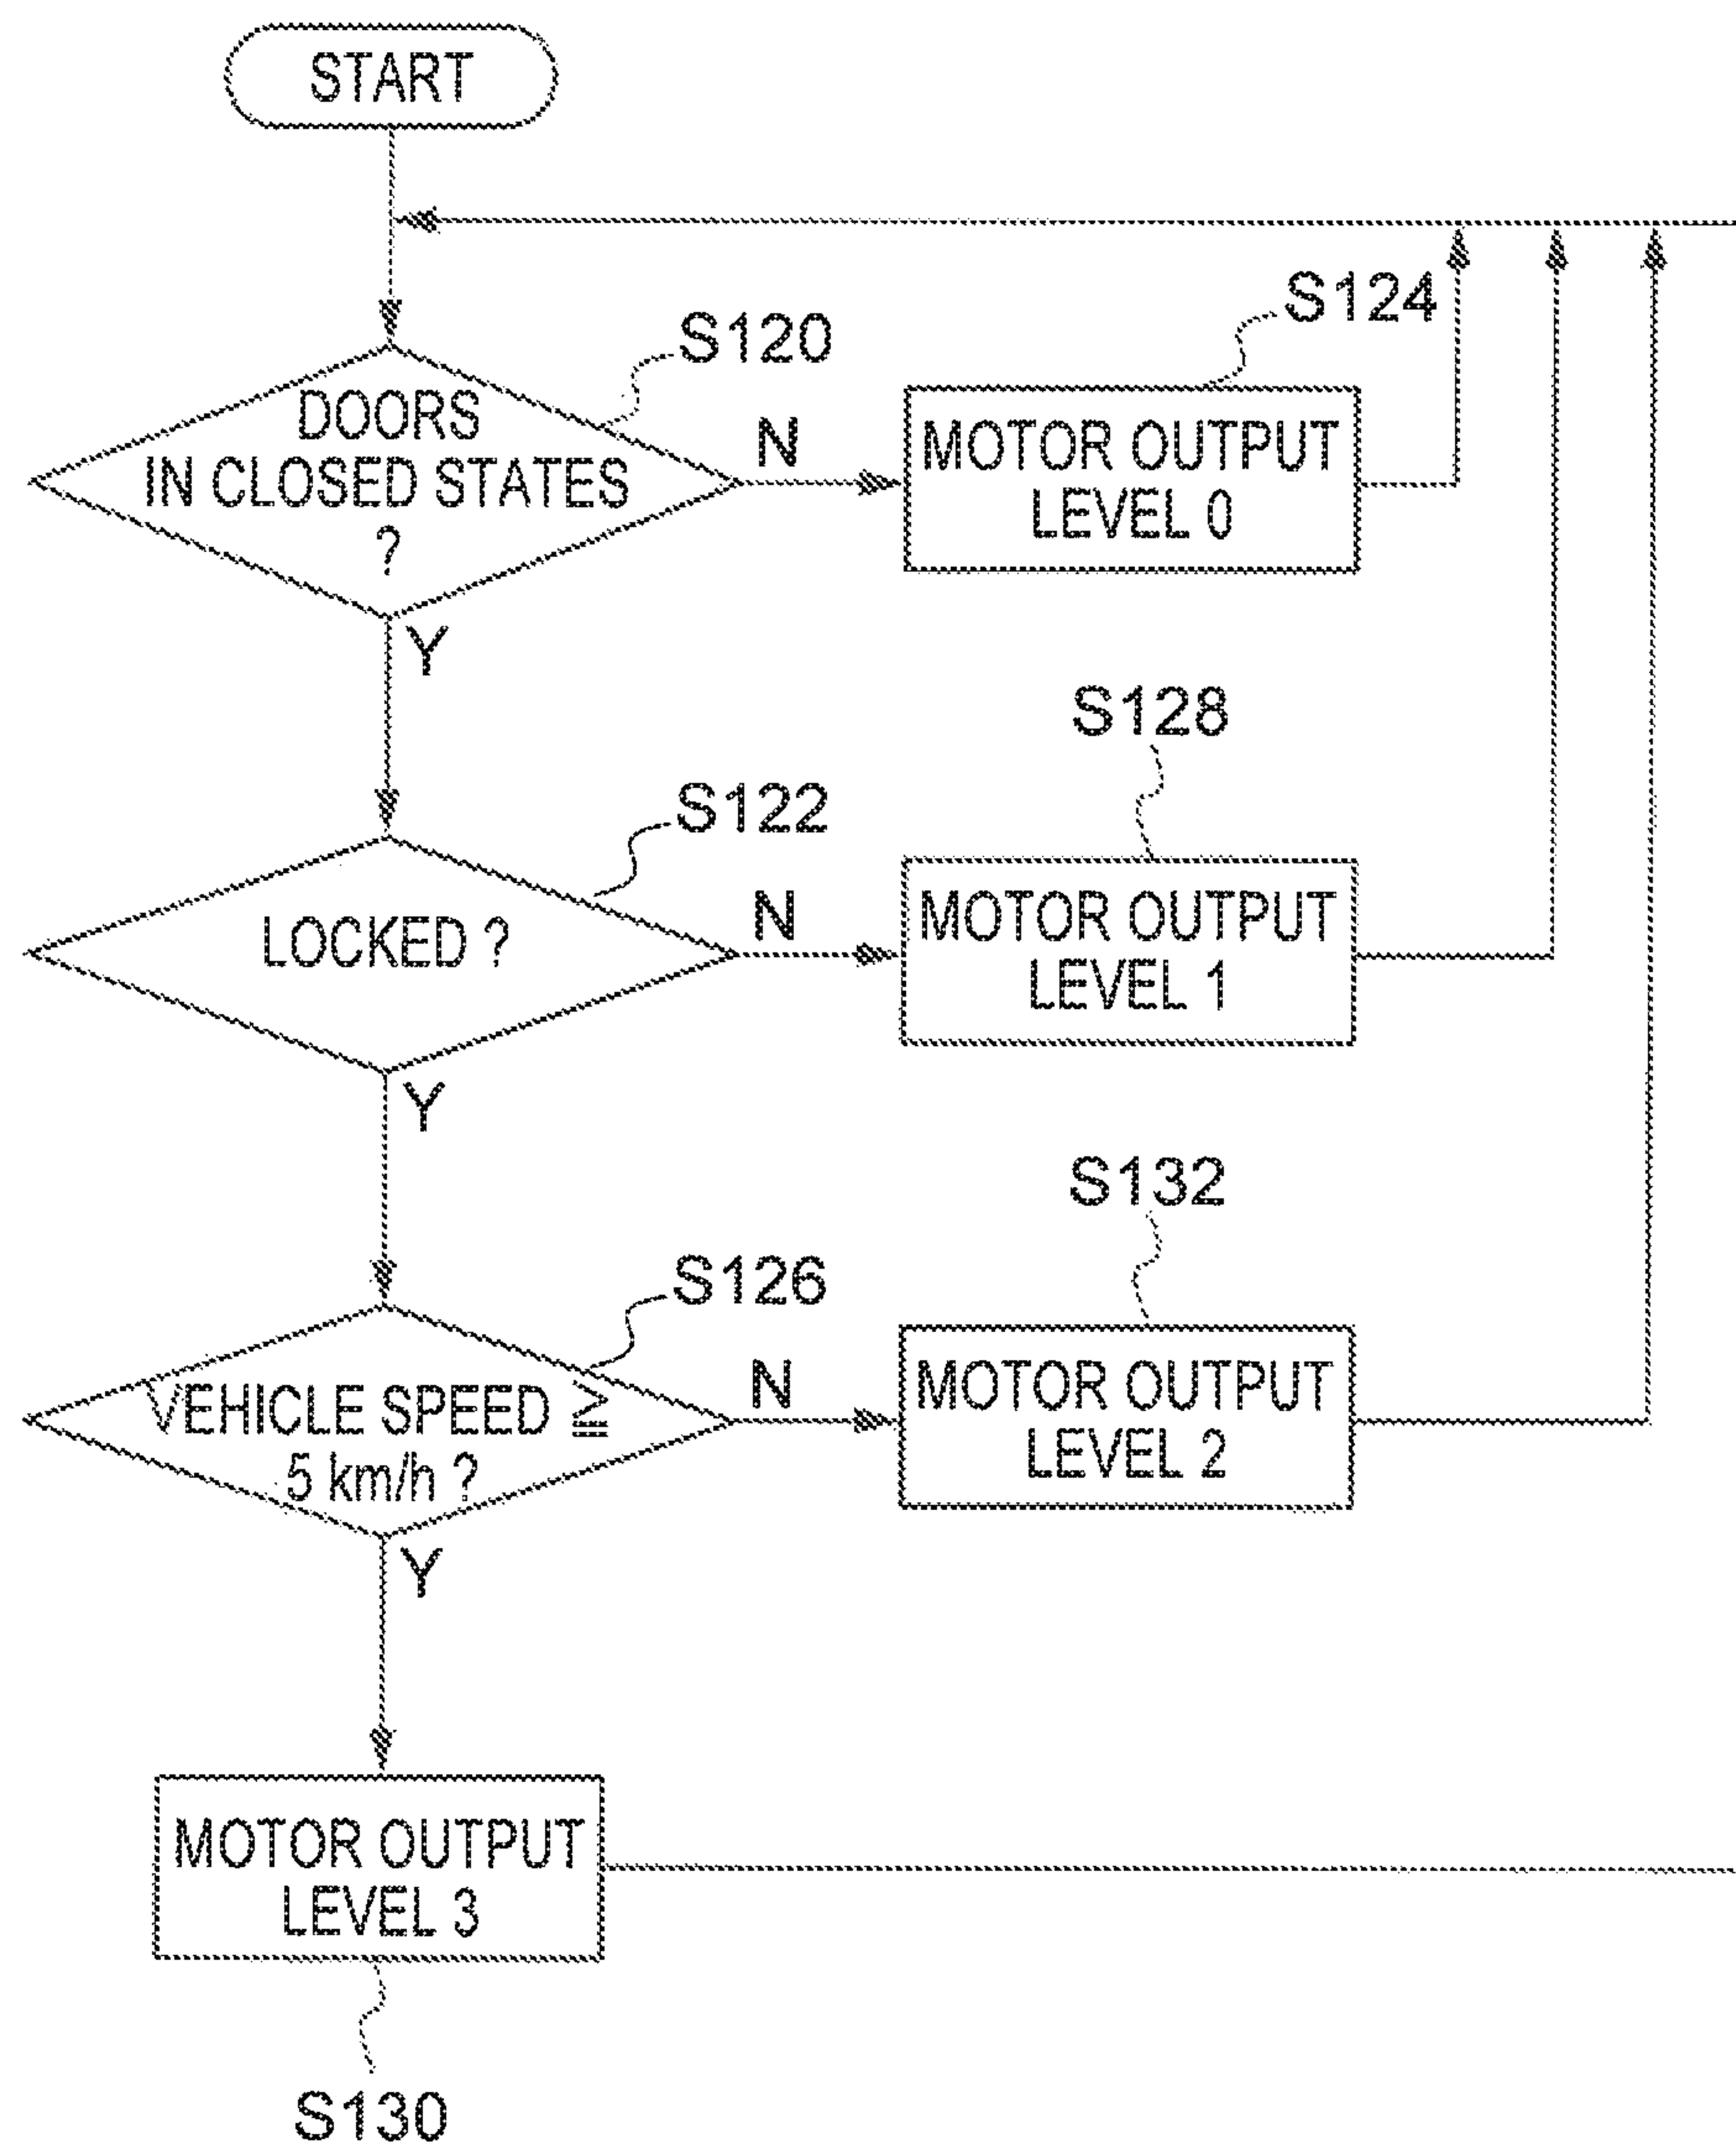 START
S120
S124
DOORS
IN CLOSED STATES
?
N
MOTOR OUTPUT
LEVEL 0
Y
S122
S128
LOCKED ?
N
MOTOR OUTPUT
LEVEL 1
Y
S126
S132
VEHICLE SPEED ≧
5 km/h ?
N
MOTOR OUTPUT
LEVEL 2
Y
MOTOR OUTPUT
LEVEL 3
S130